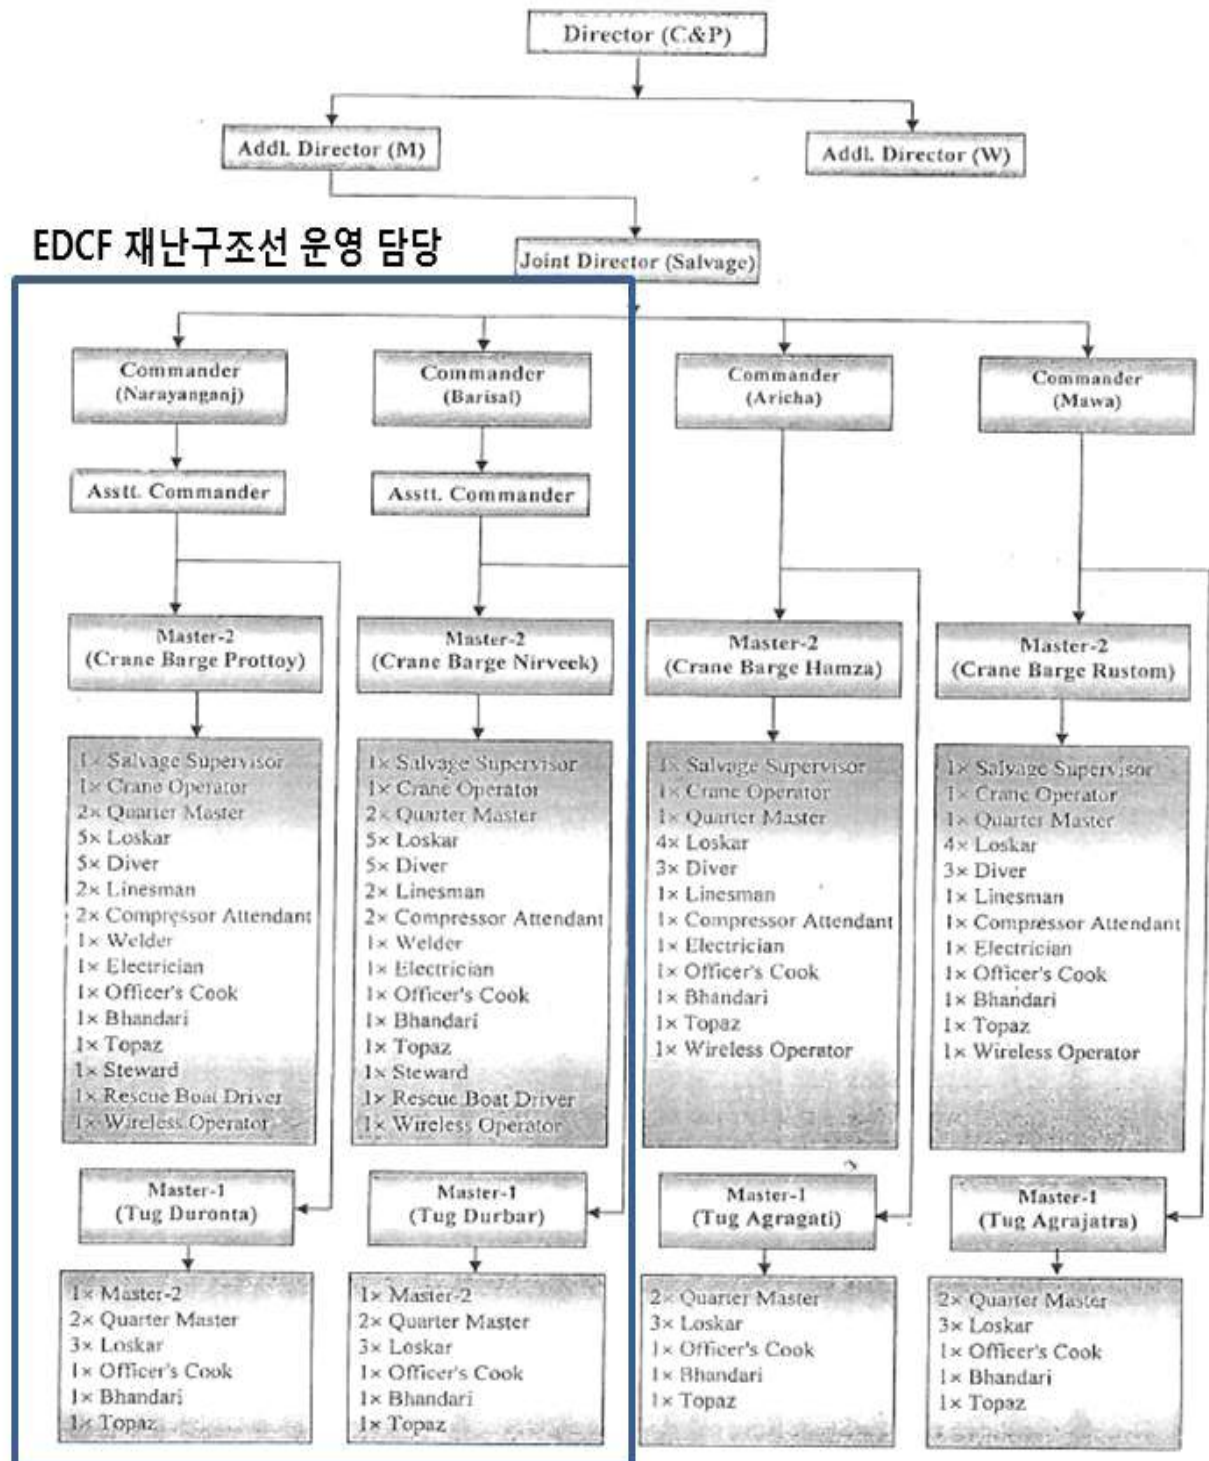 Director (C&P)
Addl. Director (M)
Addl. Director (W)
EDCF 재난구조선 운영 담당
Joint Director (Salvage)
Commander
(Narayanganj)
Commander
(Barisal)
Commander
(Aricha)
Commander
(Mawa)
Asstt. Commander
Asstt. Commander
Master-2
(Crane Barge Prottoy)
Master-2
(Crane Barge Nirveek)
Master-2
(Crane Barge Hamza)
Master-2
(Crane Barge Rustom)
1× Salvage Supervisor
1× Crane Operator
2× Quarter Master
5× Loskar
5× Diver
2× Linesman
2× Compressor Attendant
1× Welder
1× Electrician
1× Officer's Cook
1× Bhandari
1× Topaz
1× Steward
1× Rescue Boat Driver
1× Wireless Operator
1× Salvage Supervisor
1× Crane Operator
2× Quarter Master
5× Loskar
5× Diver
2× Linesman
2× Compressor Attendant
1× Welder
1× Electrician
1× Officer's Cook
1× Bhandari
1× Topaz
1× Steward
1× Rescue Boat Driver
1× Wireless Operator
1× Salvage Supervisor
1× Crane Operator
1× Quarter Master
4× Loskar
3× Diver
1× Linesman
1× Compressor Attendant
1× Electrician
1× Officer's Cook
1× Bhandari
1× Topaz
1× Wireless Operator
1× Salvage Supervisor
1× Crane Operator
1× Quarter Master
4× Loskar
3× Diver
1× Linesman
1× Compressor Attendant
1× Electrician
1× Officer's Cook
1× Bhandari
1× Topaz
1× Wireless Operator
Master-1
(Tug Duronta)
Master-1
(Tug Durbar)
Master-1
(Tug Agragati)
Master-1
(Tug Agrajatra)
1× Master-2
2× Quarter Master
3× Loskar
1× Officer's Cook
1× Bhandari
1× Topaz
1× Master-2
2× Quarter Master
3× Loskar
1× Officer's Cook
1× Bhandari
1× Topaz
2× Quarter Master
3× Loskar
1× Officer's Cook
1× Bhandari
1× Topaz
2× Quarter Master
3× Loskar
1× Officer's Cook
1× Bhandari
1× Topaz